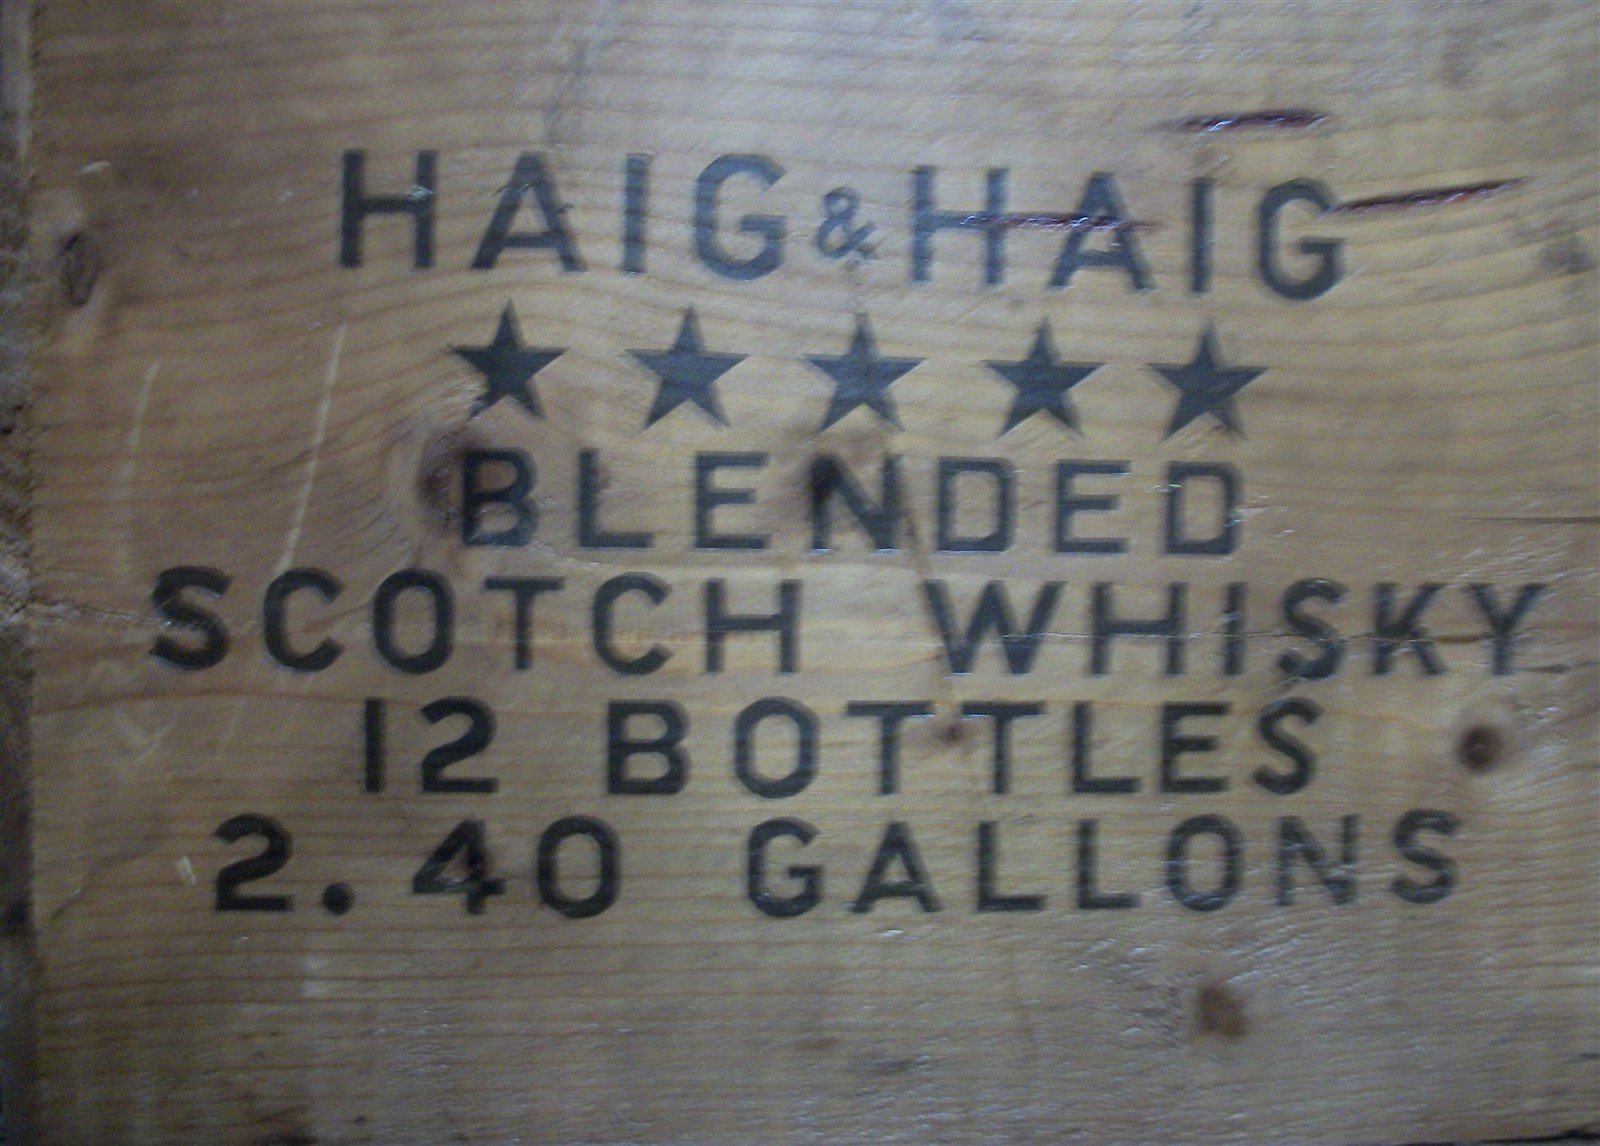 HAIG & HAIG
★★★★★
BLENDED
SCOTCH WHISKY
12 BOTTLES
2.40 GALLONS